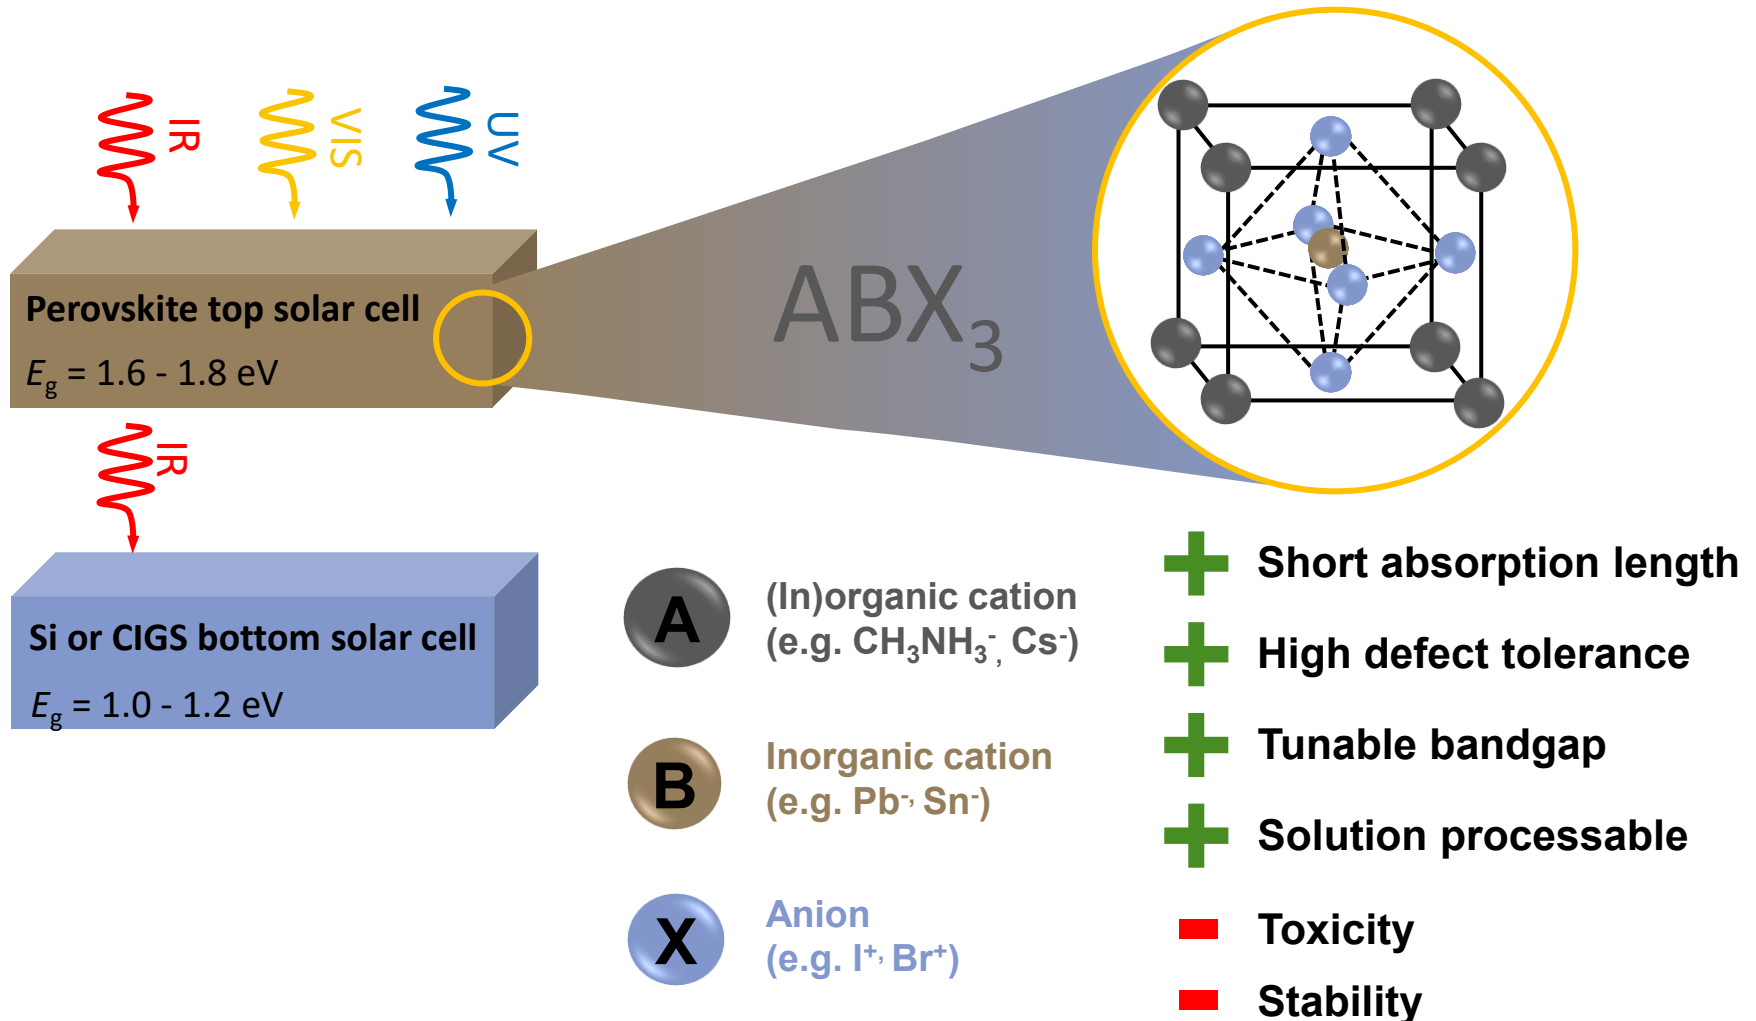 IR
VIS
UV
Perovskite top solar cell
E_g = 1.6 - 1.8 eV
ABX₃
IR
Si or CIGS bottom solar cell
E_g = 1.0 - 1.2 eV
A
(In)organic cation
(e.g. CH₃NH₃⁻, Cs⁻)
B
Inorganic cation
(e.g. Pb⁻, Sn⁻)
X
Anion
(e.g. I⁺, Br⁺)
Short absorption length
High defect tolerance
Tunable bandgap
Solution processable
Toxicity
Stability